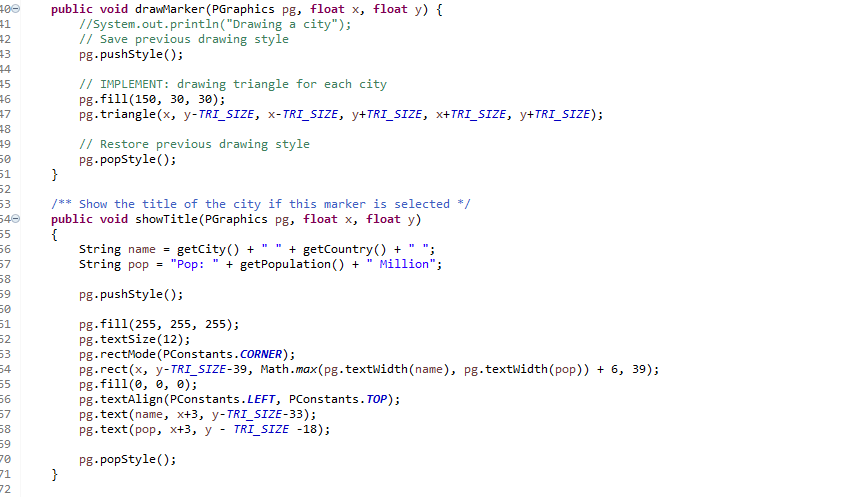 40 public void drawMarker(PGraphics pg, float x, float y) {
41 //System.out.println("Drawing a city");
42 // Save previous drawing style
43 pg.pushStyle();
44
45 // IMPLEMENT: drawing triangle for each city
46 pg.fill(150, 30, 30);
47 pg.triangle(x, y-TRI_SIZE, x-TRI_SIZE, y+TRI_SIZE, x+TRI_SIZE, y+TRI_SIZE);
48
49 // Restore previous drawing style
50 pg.popStyle();
51 }
52
53 /** Show the title of the city if this marker is selected */
54 public void showTitle(PGraphics pg, float x, float y)
55 {
56 String name = getCity() + " " + getCountry() + " ";
57 String pop = "Pop: " + getPopulation() + " Million";
58
59 pg.pushStyle();
60
61 pg.fill(255, 255, 255);
62 pg.textSize(12);
63 pg.rectMode(PConstants.CORNER);
64 pg.rect(x, y-TRI_SIZE-39, Math.max(pg.textWidth(name), pg.textWidth(pop)) + 6, 39);
65 pg.fill(0, 0, 0);
66 pg.textAlign(PConstants.LEFT, PConstants.TOP);
67 pg.text(name, x+3, y-TRI_SIZE-33);
68 pg.text(pop, x+3, y - TRI_SIZE -18);
69
70 pg.popStyle();
71 }
72